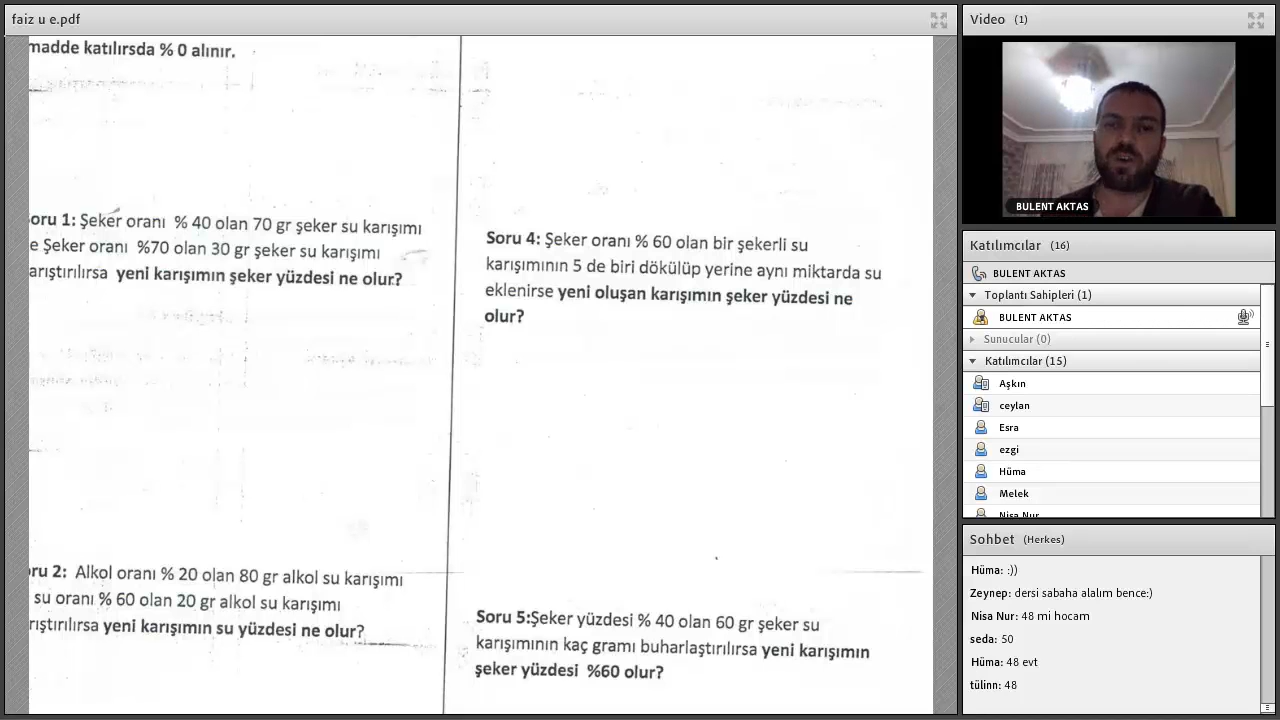 faiz u e.pdf
madde katılırsda % 0 alınır.
oru 1: Şeker oranı % 40 olan 70 gr şeker su karışımı
e Şeker oranı %70 olan 30 gr şeker su karışımı
arıştırılırsa yeni karışımın şeker yüzdesi ne olur?
ru 2: Alkol oranı % 20 olan 80 gr alkol su karışımı
su oranı % 60 olan 20 gr alkol su karışımı
rıştırılırsa yeni karışımın su yüzdesi ne olur?
Soru 4: Şeker oranı % 60 olan bir şekerli su
karışımının 5 de biri dökülüp yerine aynı miktarda su
eklenirse yeni oluşan karışımın şeker yüzdesi ne
olur?
Soru 5:Şeker yüzdesi % 40 olan 60 gr şeker su
karışımının kaç gramı buharlaştırılırsa yeni karışımın
şeker yüzdesi %60 olur?
Video (1)
BULENT AKTAS
Katılımcılar (16)
BULENT AKTAS
Toplantı Sahipleri (1)
BULENT AKTAS
Sunucular (0)
Katılımcılar (15)
Aşkın
ceylan
Esra
ezgi
Hüma
Melek
Nisa Nur
Sohbet (Herkes)
Hüma: :))
Zeynep: dersi sabaha alalım bence:)
Nisa Nur: 48 mi hocam
seda: 50
Hüma: 48 evt
tülinn: 48